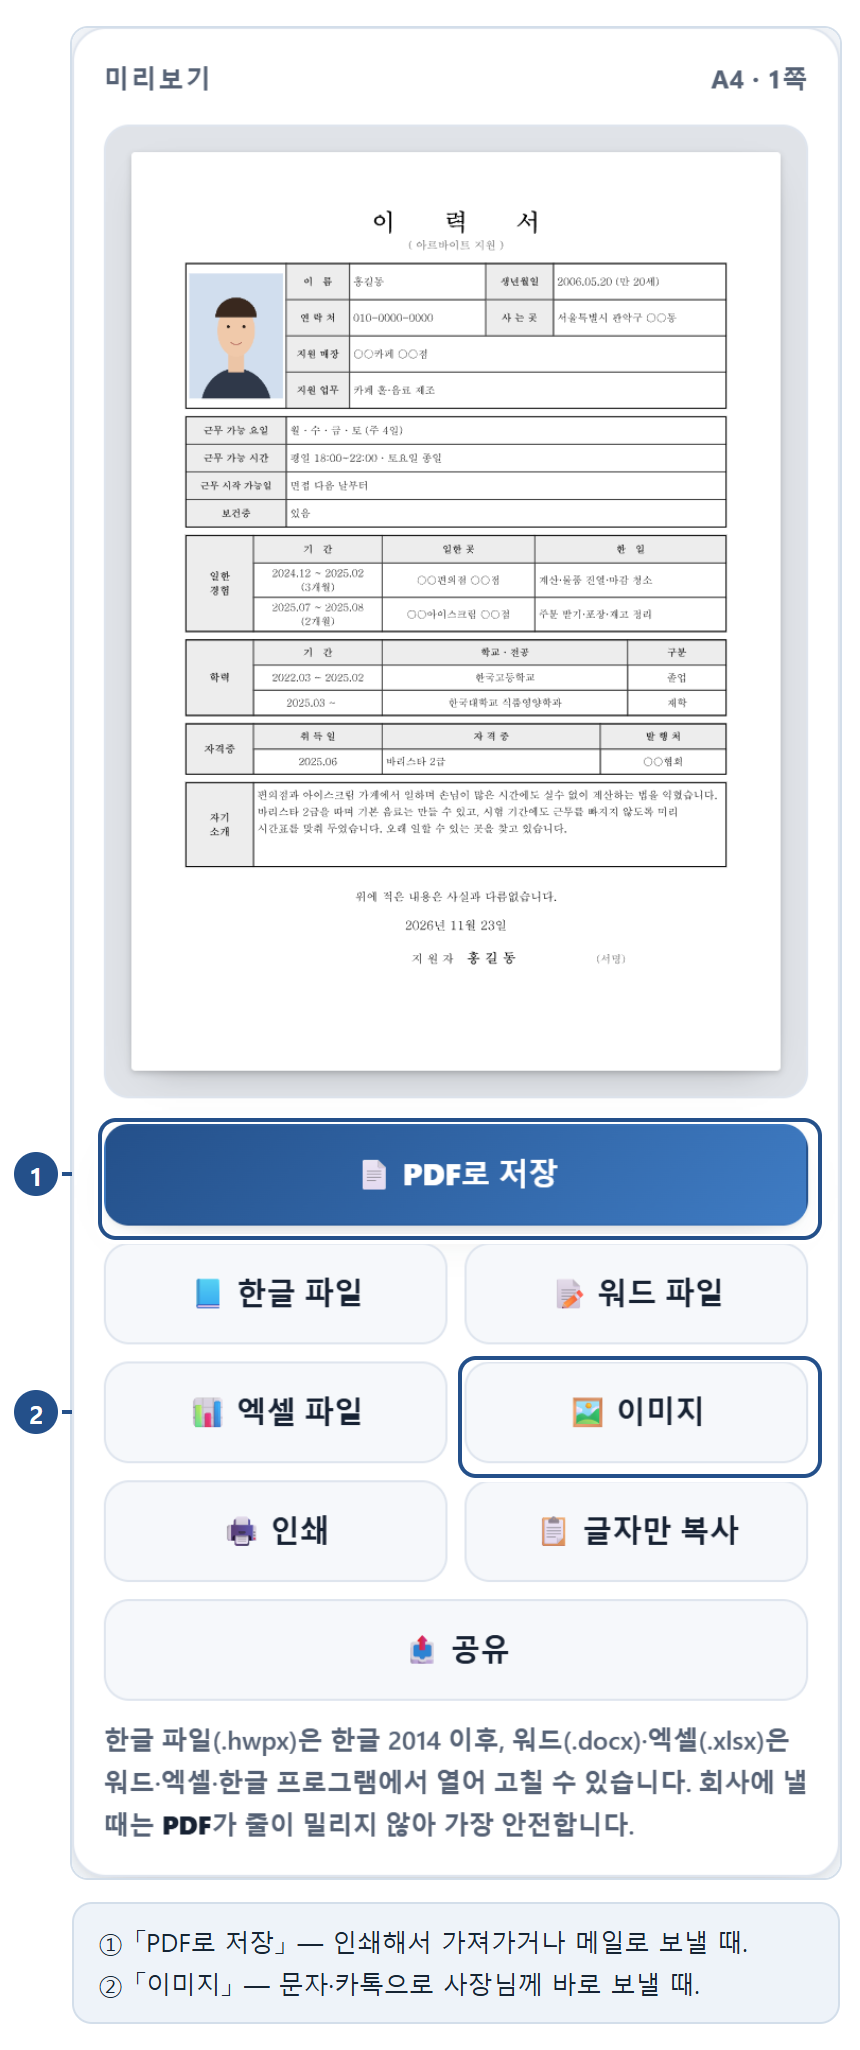 미리보기
A4 · 1쪽
이 력 서
( 아르바이트 지원 )
이 름 홍길동 생년월일 2006.05.20 (만 20세)
연 락 처 010-0000-0000 사 는 곳 서울특별시 관악구 ○○동
지원 매장 ○○카페 ○○점
지원 업무 카페 홀·음료 제조
근무 가능 요일 월 · 수 · 금 · 토 (주 4일)
근무 가능 시간 평일 18:00~22:00 · 토요일 종일
근무 시작 가능일 면접 다음 날부터
보건증 있음
일한 경험
기 간 일한 곳 한 일
2024.12 ~ 2025.02 (3개월) ○○편의점 ○○점 계산·물품 진열·마감 청소
2025.07 ~ 2025.08 (2개월) ○○아이스크림 ○○점 주문 받기·포장·재고 정리
학력
기 간 학교 · 전공 구분
2022.03 ~ 2025.02 한국고등학교 졸업
2025.03 ~ 한국대학교 식품영양학과 재학
자격증
취 득 일 자 격 증 발 행 처
2025.06 바리스타 2급 ○○협회
자기 소개
편의점과 아이스크림 가게에서 일하며 손님이 많은 시간에도 실수 없이 계산하는 법을 익혔습니다.
바리스타 2급을 따며 기본 음료는 만들 수 있고, 시험 기간에도 근무를 빠지지 않도록 미리
시간표를 맞춰 두었습니다. 오래 일할 수 있는 곳을 찾고 있습니다.
위에 적은 내용은 사실과 다름없습니다.
2026년 11월 23일
지 원 자 홍 길 동 (서명)
1
PDF로 저장
한글 파일
워드 파일
2
엑셀 파일
이미지
인쇄
글자만 복사
공유
한글 파일(.hwpx)은 한글 2014 이후, 워드(.docx)·엑셀(.xlsx)은
워드·엑셀·한글 프로그램에서 열어 고칠 수 있습니다. 회사에 낼
때는 PDF가 줄이 밀리지 않아 가장 안전합니다.
①「PDF로 저장」— 인쇄해서 가져가거나 메일로 보낼 때.
②「이미지」— 문자·카톡으로 사장님께 바로 보낼 때.